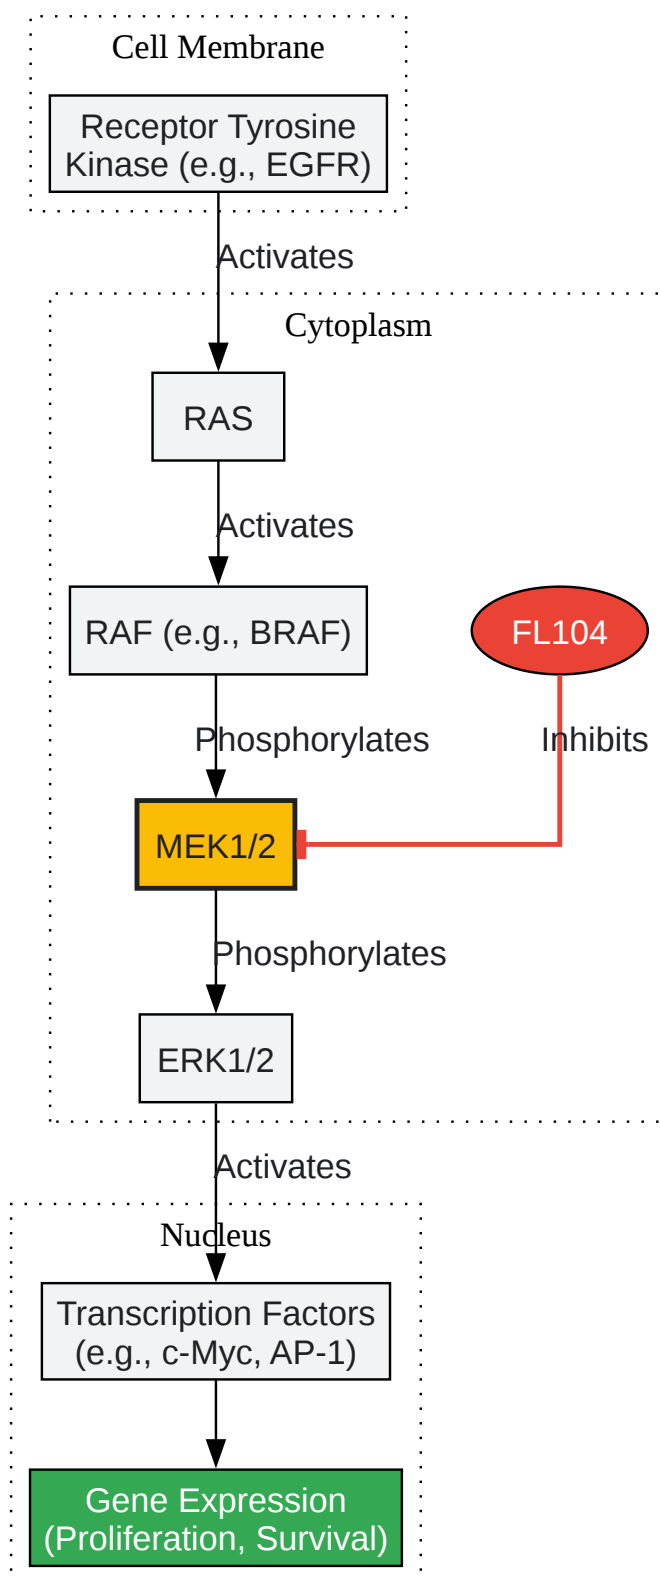 Cell Membrane
Receptor Tyrosine
Kinase (e.g., EGFR)
Activates
Cytoplasm
RAS
Activates
RAF (e.g., BRAF)
FL104
Phosphorylates
Inhibits
MEK1/2
Phosphorylates
ERK1/2
Activates
Nucleus
Transcription Factors
(e.g., c-Myc, AP-1)
Gene Expression
(Proliferation, Survival)